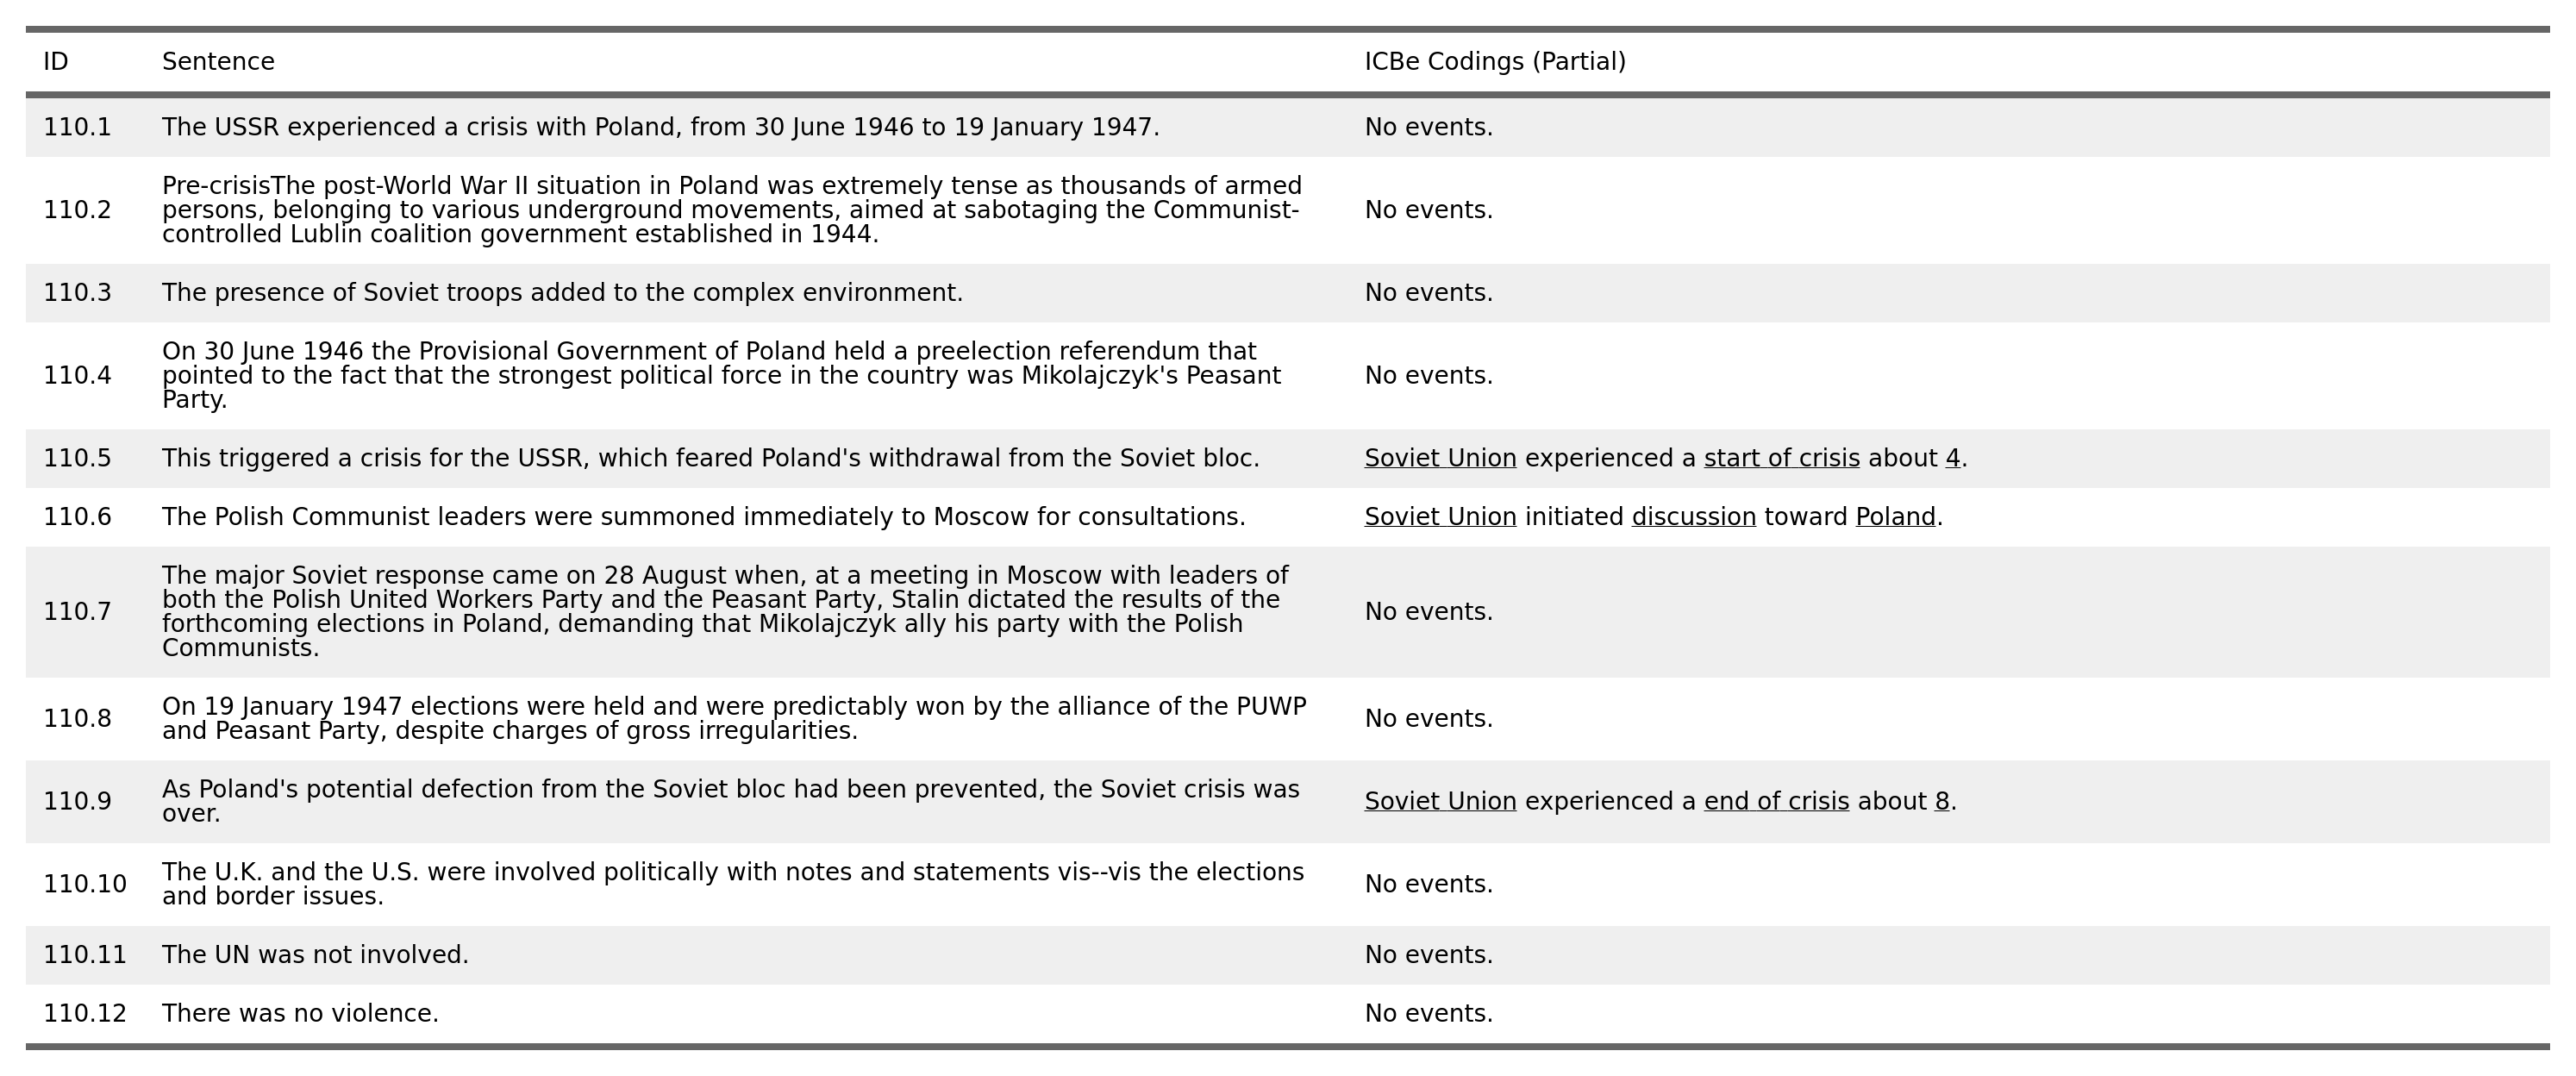 ID Sentence ICBe Codings (Partial)
110.1 The USSR experienced a crisis with Poland, from 30 June 1946 to 19 January 1947. No events.
Pre-crisisThe post-World War II situation in Poland was extremely tense as thousands of armed
110.2 persons, belonging to various underground movements, aimed at sabotaging the Communist- No events.
controlled Lublin coalition government established in 1944.
110.3 The presence of Soviet troops added to the complex environment. No events.
On 30 June 1946 the Provisional Government of Poland held a preelection referendum that
110.4 pointed to the fact that the strongest political force in the country was Mikolajczyk's Peasant No events.
Party.
110.5 This triggered a crisis for the USSR, which feared Poland's withdrawal from the Soviet bloc. Soviet Union experienced a start of crisis about 4.
110.6 The Polish Communist leaders were summoned immediately to Moscow for consultations. Soviet Union initiated discussion toward Poland.
The major Soviet response came on 28 August when, at a meeting in Moscow with leaders of
both the Polish United Workers Party and the Peasant Party, Stalin dictated the results of the
110.7 No events.
forthcoming elections in Poland, demanding that Mikolajczyk ally his party with the Polish
Communists.
110.8 On 19 January 1947 elections were held and were predictably won by the alliance of the PUWP No events.
and Peasant Party, despite charges of gross irregularities.
110.9 As Poland's potential defection from the Soviet bloc had been prevented, the Soviet crisis was Soviet Union experienced a end of crisis about 8.
over.
110.10 The U.K. and the U.S. were involved politically with notes and statements vis--vis the elections No events.
and border issues.
110.11 The UN was not involved. No events.
110.12 There was no violence. No events.